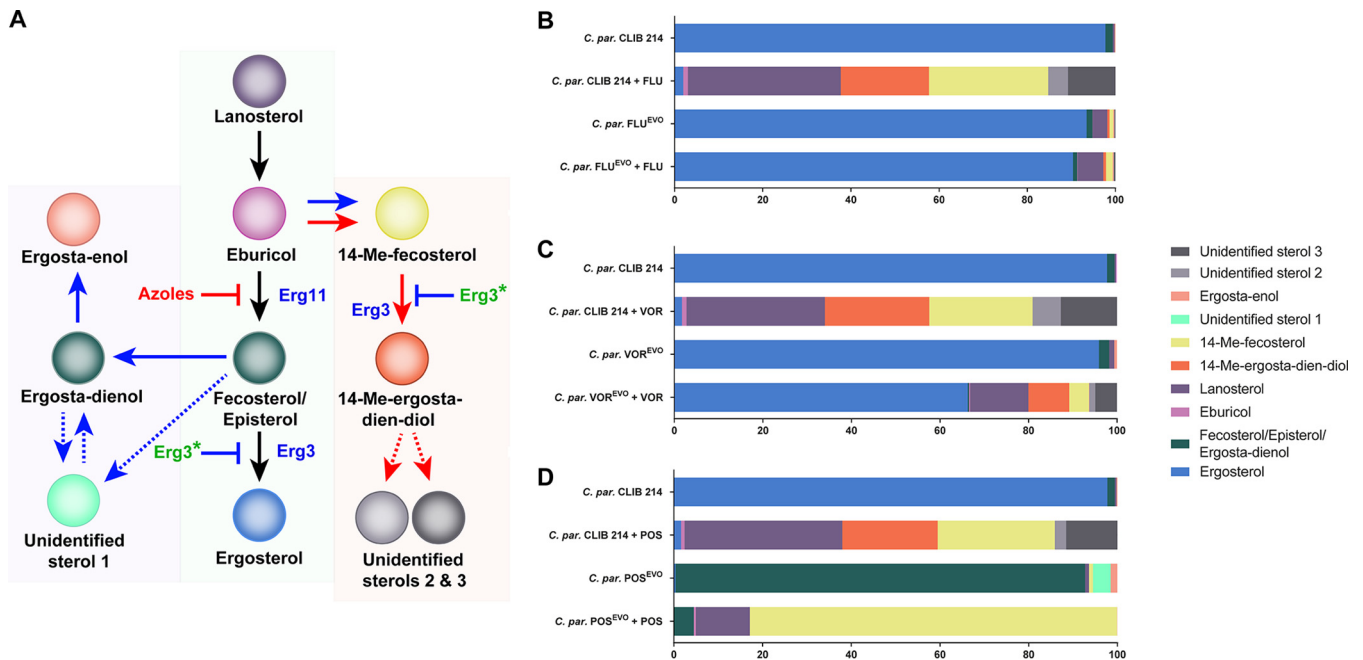 A
Lanosterol
Eburicol
14-Me-fecosterol
Ergosta-enol
Azoles
Erg11
Erg3
Erg3*
Ergosta-dienol
Fecosterol/
Episterol
14-Me-ergosta-
dien-diol
Erg3*
Erg3
Unidentified
sterol 1
Ergosterol
Unidentified
sterols 2 & 3
B
C. par. CLIB 214
C. par. CLIB 214 + FLU
C. par. FLUEVO
C. par. FLUEVO + FLU
0 20 40 60 80 100
C
C. par. CLIB 214
C. par. CLIB 214 + VOR
C. par. VOREVO
C. par. VOREVO + VOR
0 20 40 60 80 100
D
C. par. CLIB 214
C. par. CLIB 214 + POS
C. par. POSEVO
C. par. POSEVO + POS
0 20 40 60 80 100
Unidentified sterol 3
Unidentified sterol 2
Ergosta-enol
Unidentified sterol 1
14-Me-fecosterol
14-Me-ergosta-dien-diol
Lanosterol
Eburicol
Fecosterol/Episterol/
Ergosta-dienol
Ergosterol